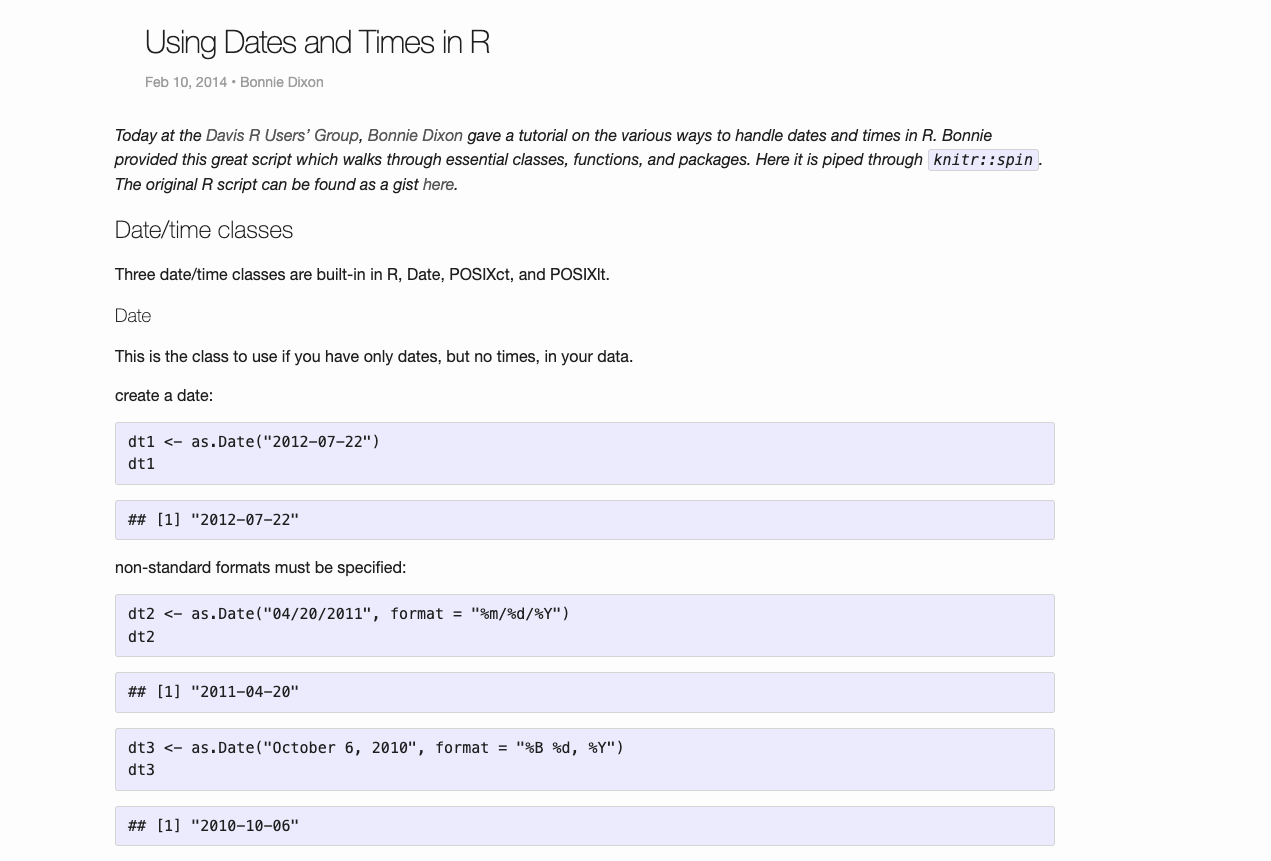 Using Dates and Times in R
Feb 10, 2014 • Bonnie Dixon
Today at the Davis R Users’ Group, Bonnie Dixon gave a tutorial on the various ways to handle dates and times in R. Bonnie
provided this great script which walks through essential classes, functions, and packages. Here it is piped through knitr::spin.
The original R script can be found as a gist here.
Date/time classes
Three date/time classes are built-in in R, Date, POSIXct, and POSIXlt.
Date
This is the class to use if you have only dates, but no times, in your data.
create a date:
dt1 <- as.Date("2012-07-22")
dt1
## [1] "2012-07-22"
non-standard formats must be specified:
dt2 <- as.Date("04/20/2011", format = "%m/%d/%Y")
dt2
## [1] "2011-04-20"
dt3 <- as.Date("October 6, 2010", format = "%B %d, %Y")
dt3
## [1] "2010-10-06"